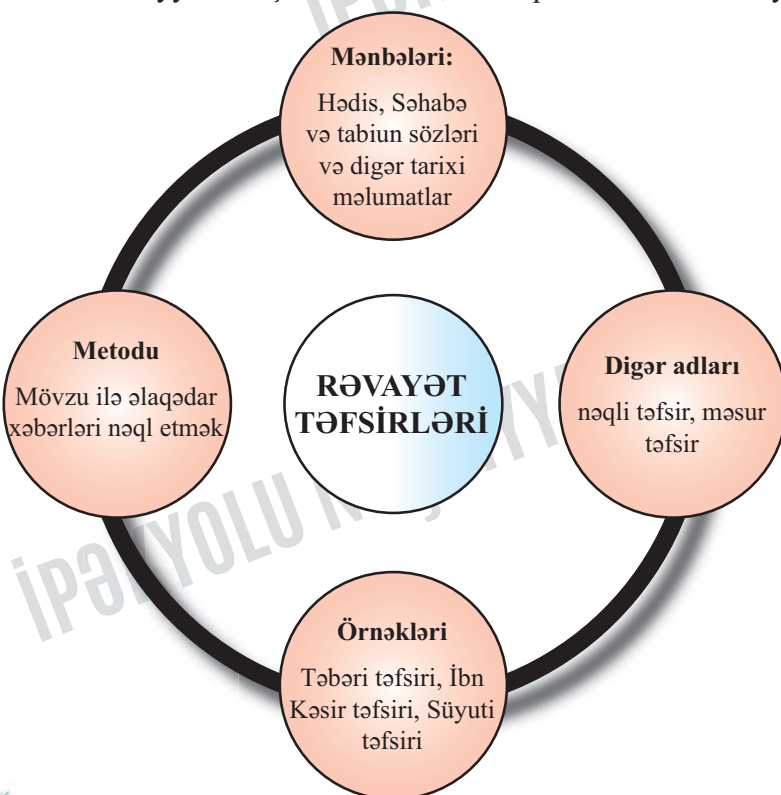 Mənbələri:
Hədis, Səhabə
və tabiun sözləri
və digər tarixi
məlumatlar
Metodu
Mövzu ilə əlaqədar
xəbərləri nəql etmək
RƏVAYƏT
TƏFSİRLƏRİ
Digər adları
nəqli təfsir, məsur
təfsir
Örnəkləri
Təbəri təfsiri, İbn
Kəsir təfsiri, Süyuti
təfsiri
İPƏKYOLU